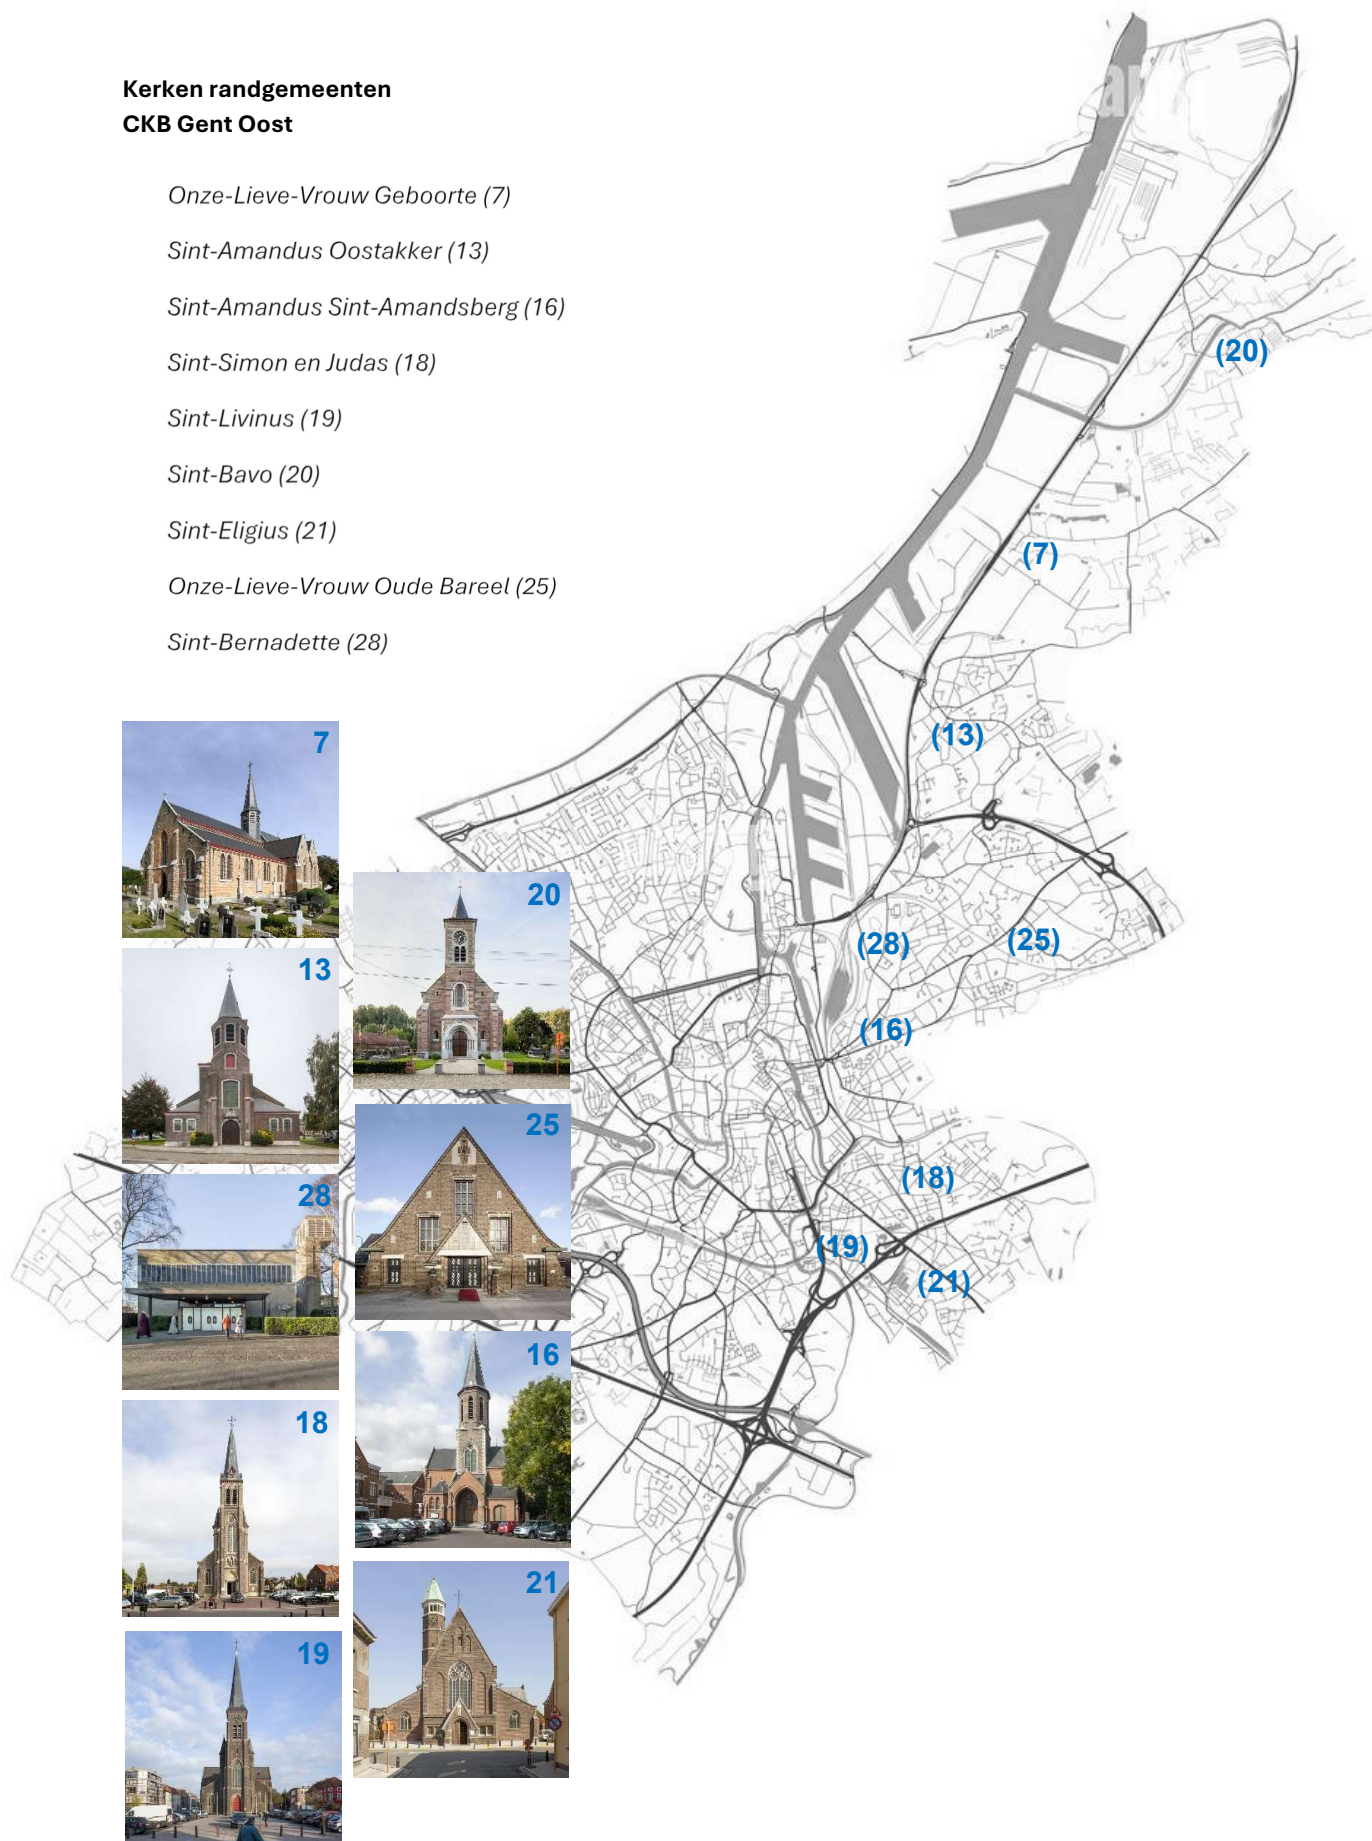 Kerken randgemeenten
CKB Gent Oost
Onze-Lieve-Vrouw Geboorte (7)
Sint-Amandus Oostakker (13)
Sint-Amandus Sint-Amandsberg (16)
Sint-Simon en Judas (18)
Sint-Livinus (19)
Sint-Bavo (20)
Sint-Eligius (21)
Onze-Lieve-Vrouw Oude Bareel (25)
Sint-Bernadette (28)
(20)
(7)
(13)
(28)
(25)
(16)
(18)
(19)
(21)
7
20
13
25
28
16
18
21
19